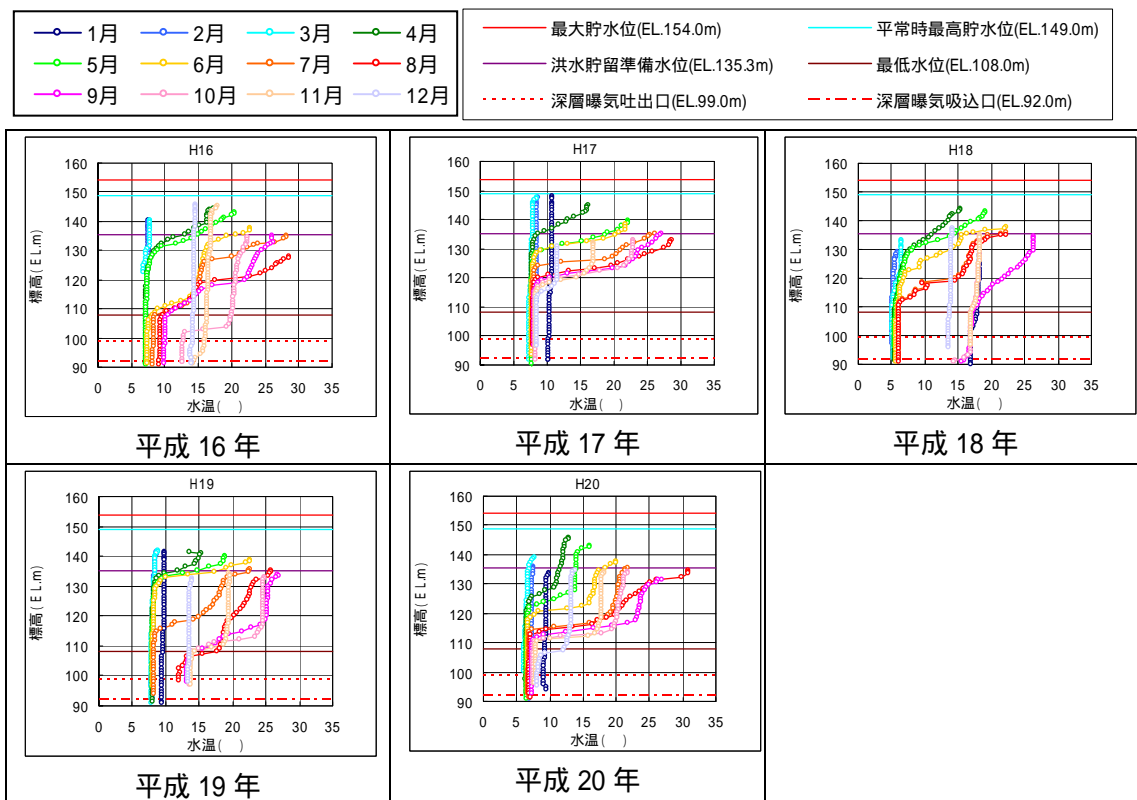 1月 2月 3月 4月
5月 6月 7月 8月
9月 10月 11月 12月
最大貯水位(EL.154.0m) 平常時最高貯水位(EL.149.0m)
洪水貯留準備水位(EL.135.3m) 最低水位(EL.108.0m)
深層曝気吐出口(EL.99.0m) 深層曝気吸込口(EL.92.0m)
H16
160
150
140
130
120
110
100
90
標高(EL.m)
0 5 10 15 20 25 30 35
水温( )
平成 16 年
H17
160
150
140
130
120
110
100
90
標高(EL.m)
0 5 10 15 20 25 30 35
水温( )
平成 17 年
H18
160
150
140
130
120
110
100
90
標高(EL.m)
0 5 10 15 20 25 30 35
水温( )
平成 18 年
H19
160
150
140
130
120
110
100
90
標高(EL.m)
0 5 10 15 20 25 30 35
水温( )
平成 19 年
H20
160
150
140
130
120
110
100
90
標高(EL.m)
0 5 10 15 20 25 30 35
水温( )
平成 20 年